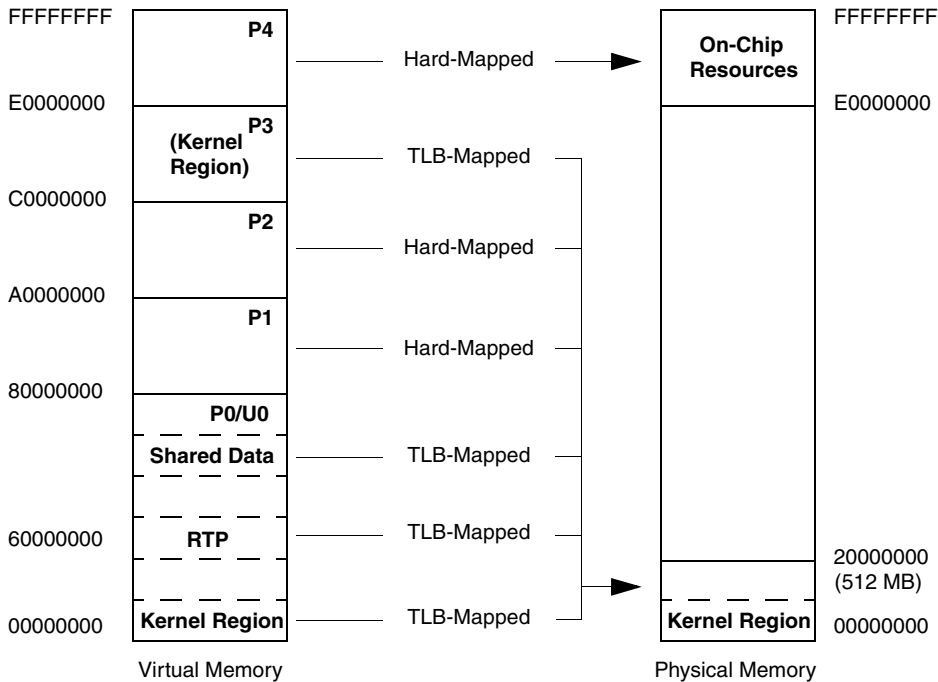 FFFFFFFF P4 Hard-Mapped On-Chip FFFFFFFF
Resources
E0000000 E0000000
P3
(Kernel TLB-Mapped
Region)
C0000000
P2
Hard-Mapped
A0000000
P1
Hard-Mapped
80000000
P0/U0
Shared Data TLB-Mapped
60000000 RTP TLB-Mapped
20000000
(512 MB)
00000000 Kernel Region TLB-Mapped Kernel Region 00000000
Virtual Memory Physical Memory